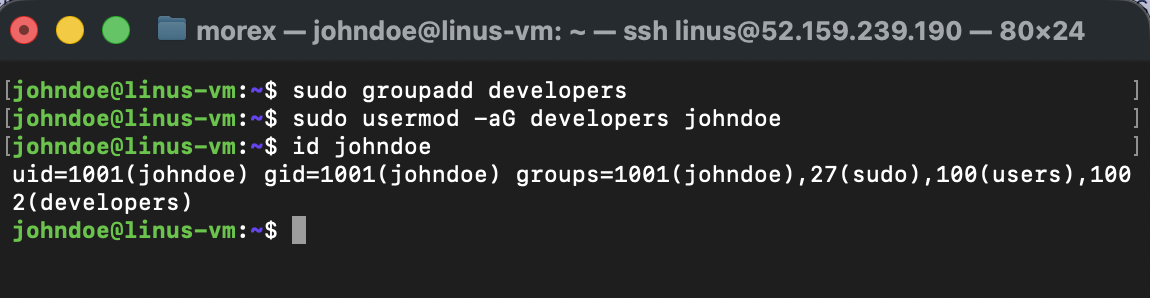 morex — johndoe@linus-vm: ~ — ssh linus@52.159.239.190 — 80×24
[johndoe@linus-vm:~$ sudo groupadd developers ]
[johndoe@linus-vm:~$ sudo usermod -aG developers johndoe ]
[johndoe@linus-vm:~$ id johndoe ]
uid=1001(johndoe) gid=1001(johndoe) groups=1001(johndoe),27(sudo),100(users),100
2(developers)
johndoe@linus-vm:~$